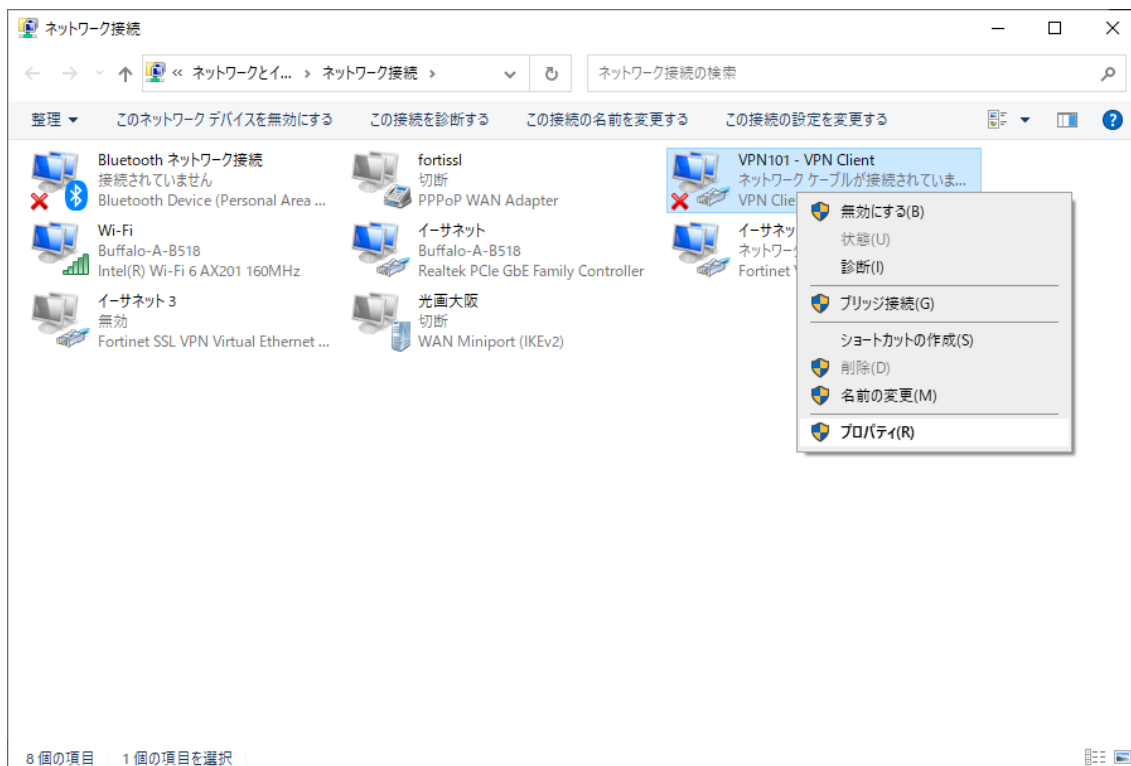 ネットワーク接続
« ネットワークとイ... › ネットワーク接続 ›
ネットワーク接続の検索
整理 このネットワーク デバイスを無効にする この接続を診断する この接続の名前を変更する この接続の設定を変更する
Bluetooth ネットワーク接続
接続されていません
Bluetooth Device (Personal Area ...
fortissl
切断
PPPoP WAN Adapter
VPN101 - VPN Client
ネットワーク ケーブルが接続されていま...
VPN Clie
Wi-Fi
Buffalo-A-B518
Intel(R) Wi-Fi 6 AX201 160MHz
イーサネット
Buffalo-A-B518
Realtek PCIe GbE Family Controller
イーサネッ
ネットワーク
Fortinet
イーサネット 3
無効
Fortinet SSL VPN Virtual Ethernet ...
光画大阪
切断
WAN Miniport (IKEv2)
無効にする(B)
状態(U)
診断(I)
ブリッジ接続(G)
ショートカットの作成(S)
削除(D)
名前の変更(M)
プロパティ(R)
8 個の項目 1 個の項目を選択